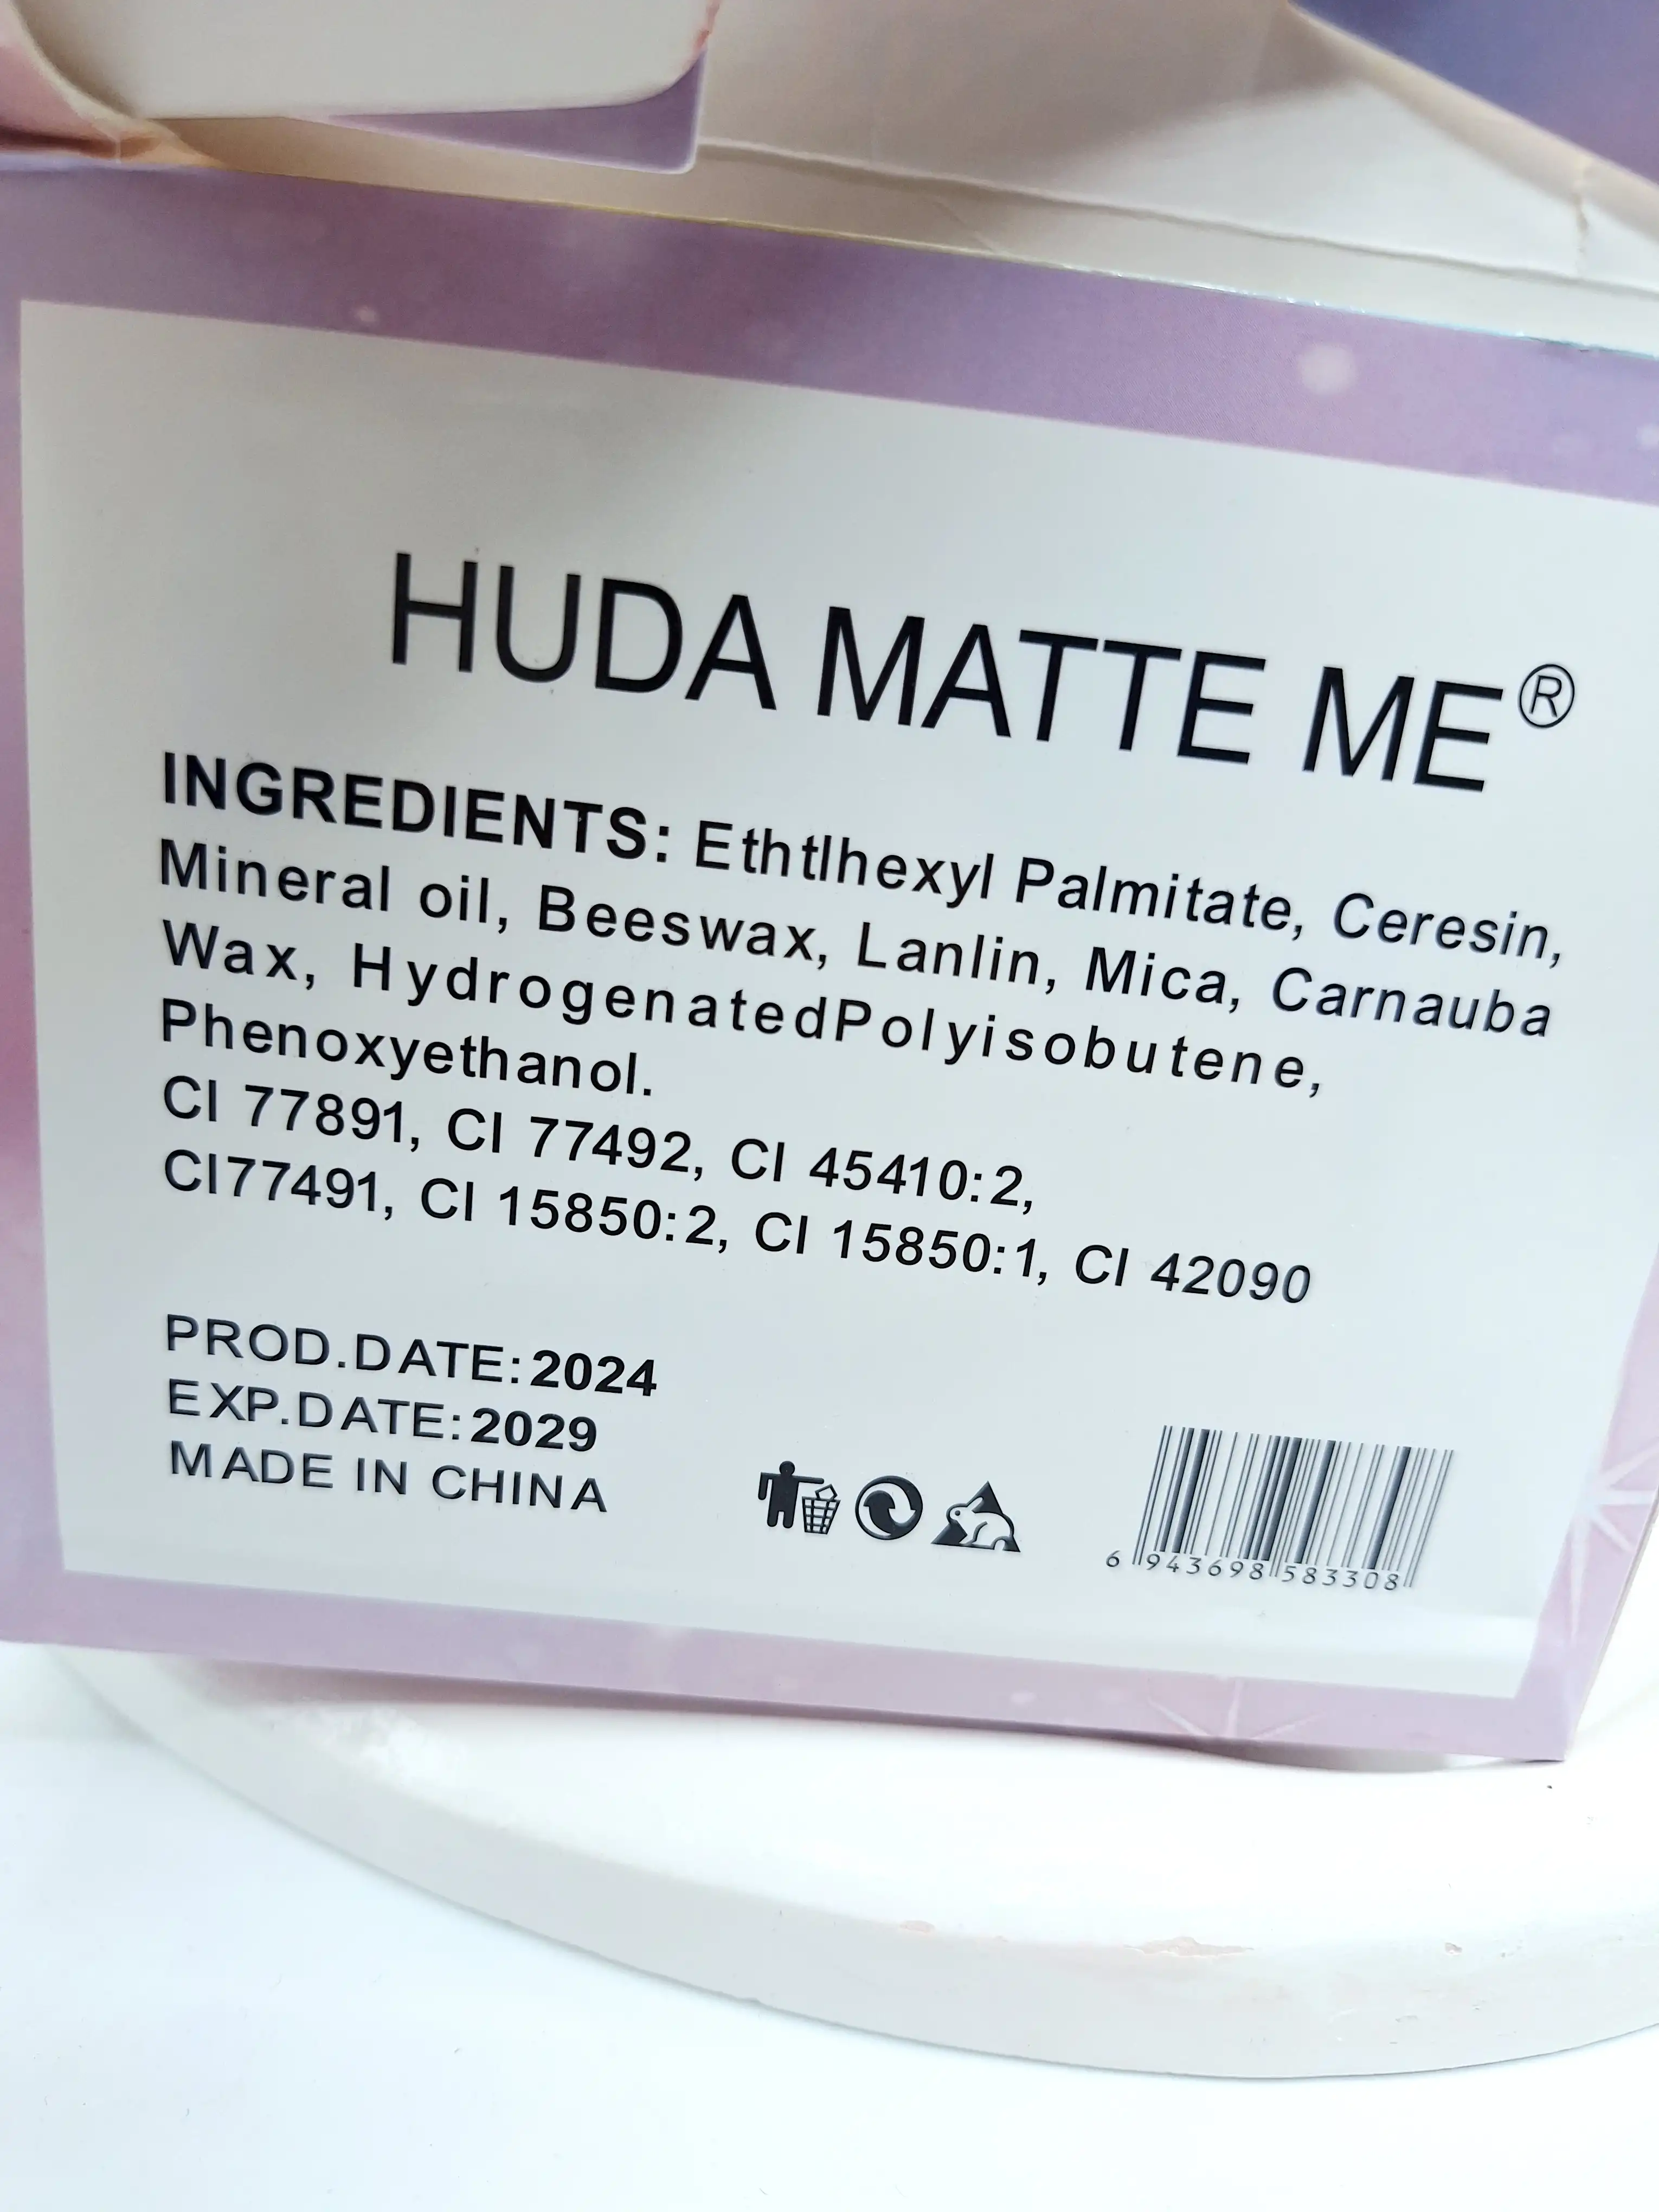 HUDA MATTE ME®
INGREDIENTS: Ethtlhexyl Palmitate, Ceresin,
Mineral oil, Beeswax, Lanlin, Mica, Carnauba
Wax, HydrogenatedPolyisobutene,
Phenoxyethanol.
CI 77891, CI 77492, CI 45410:2,
CI77491, CI 15850:2, CI 15850:1, CI 42090
PROD.DATE:2024
EXP.DATE:2029
MADE IN CHINA
6 943698 583308